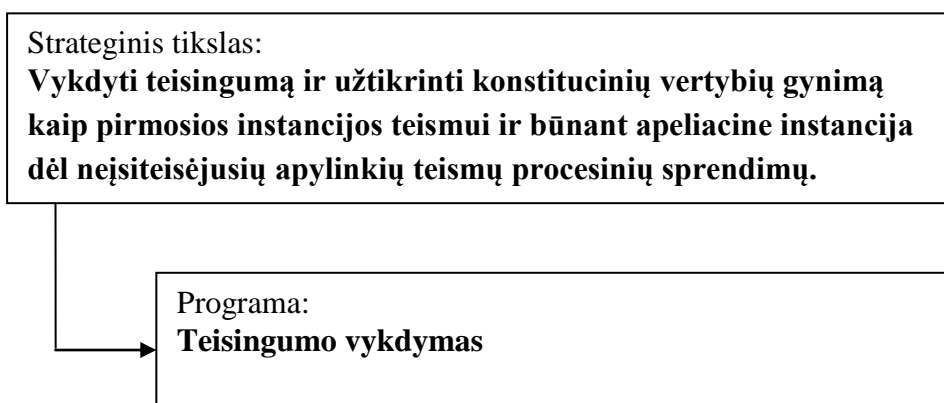 Strateginis tikslas:
Vykdyti teisingumą ir užtikrinti konstitucinių vertybių gynimą
kaip pirmosios instancijos teismui ir būnant apeliacine instancija
dėl neįsiteisėjusių apylinkių teismų procesinių sprendimų.
Programa:
Teisingumo vykdymas